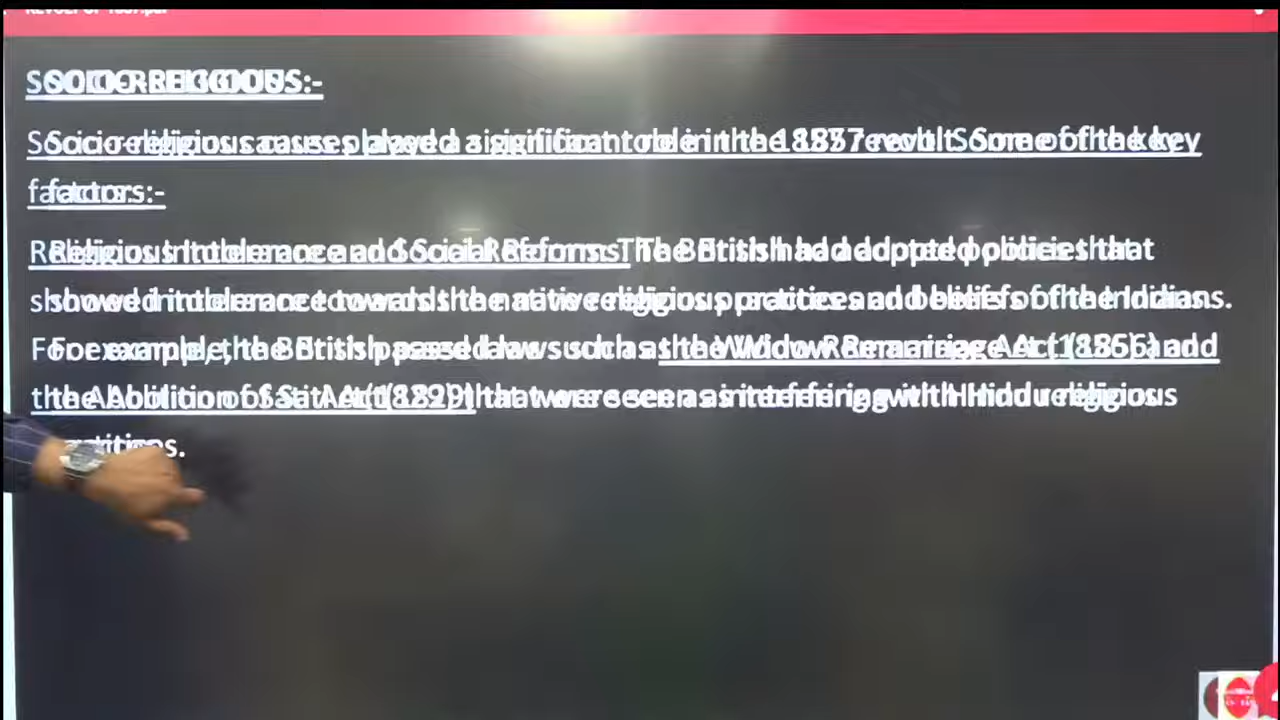 SOCIO-RELIGIOUS:-
Socio-religious causes played a significant role in the 1857 revolt. Some of the key
factors:-
Religious Intolerance and Social Reforms: The British had adopted policies that
showed intolerance towards the native religious practices and beliefs of the Indians.
For example, the British passed laws such as the Widow Remarriage Act (1856) and
the Abolition of Sati Act (1829) that were seen as interfering with Hindu religious
practices.